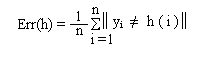 Err(h) = 1/n n∑i=1 ‖ yᵢ ≠ h ( i ) ‖